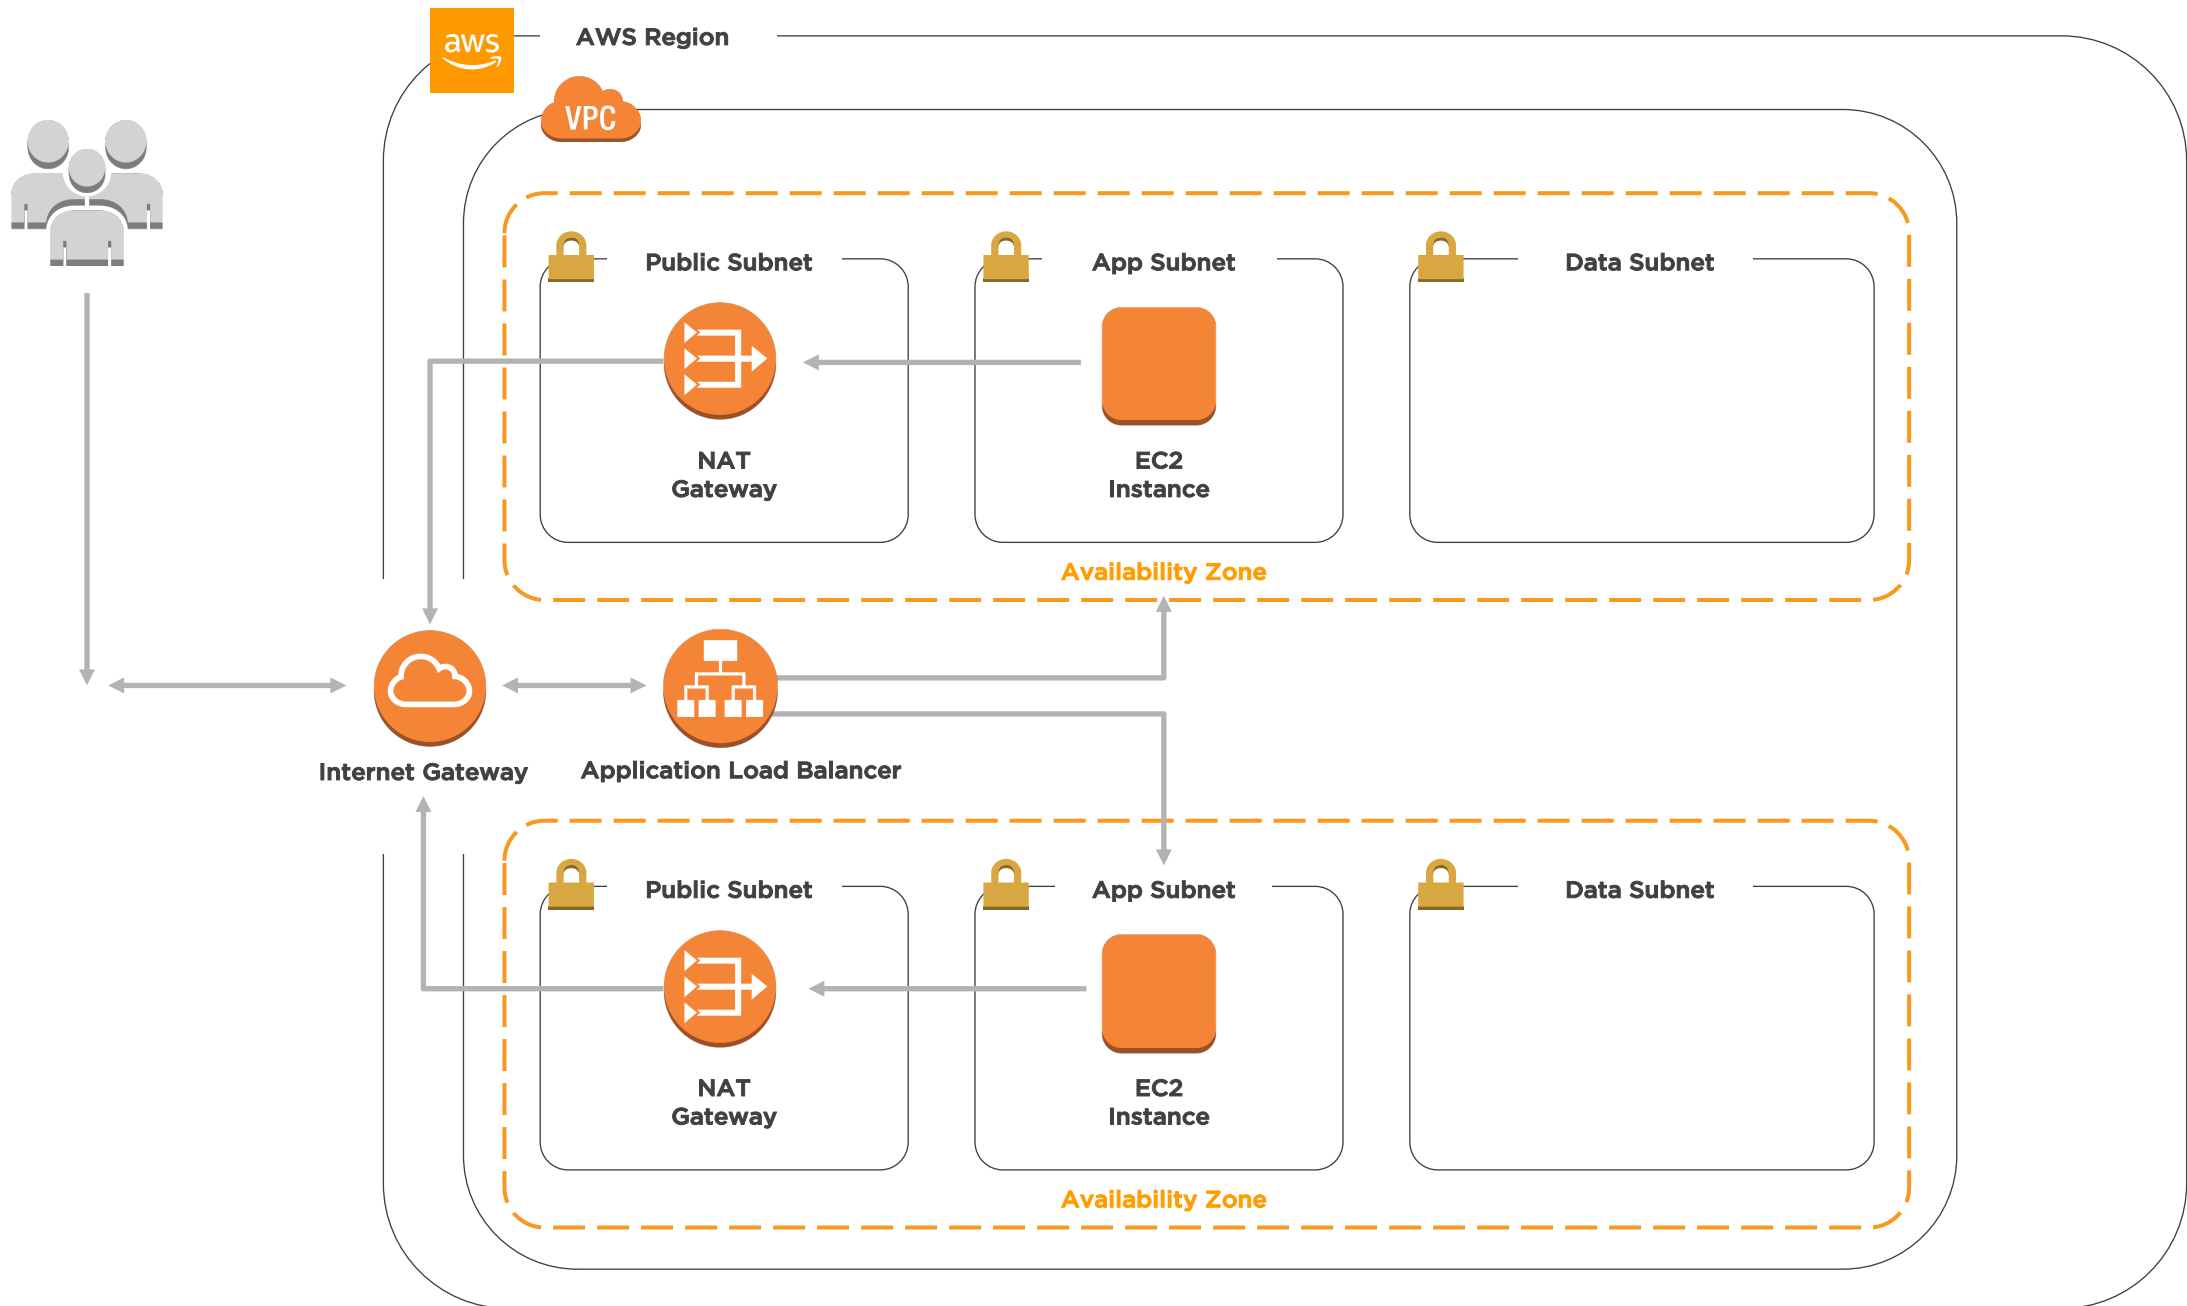 aws
AWS Region
VPC
Public Subnet
App Subnet
Data Subnet
NAT
Gateway
EC2
Instance
Availability Zone
Internet Gateway
Application Load Balancer
Public Subnet
App Subnet
Data Subnet
NAT
Gateway
EC2
Instance
Availability Zone